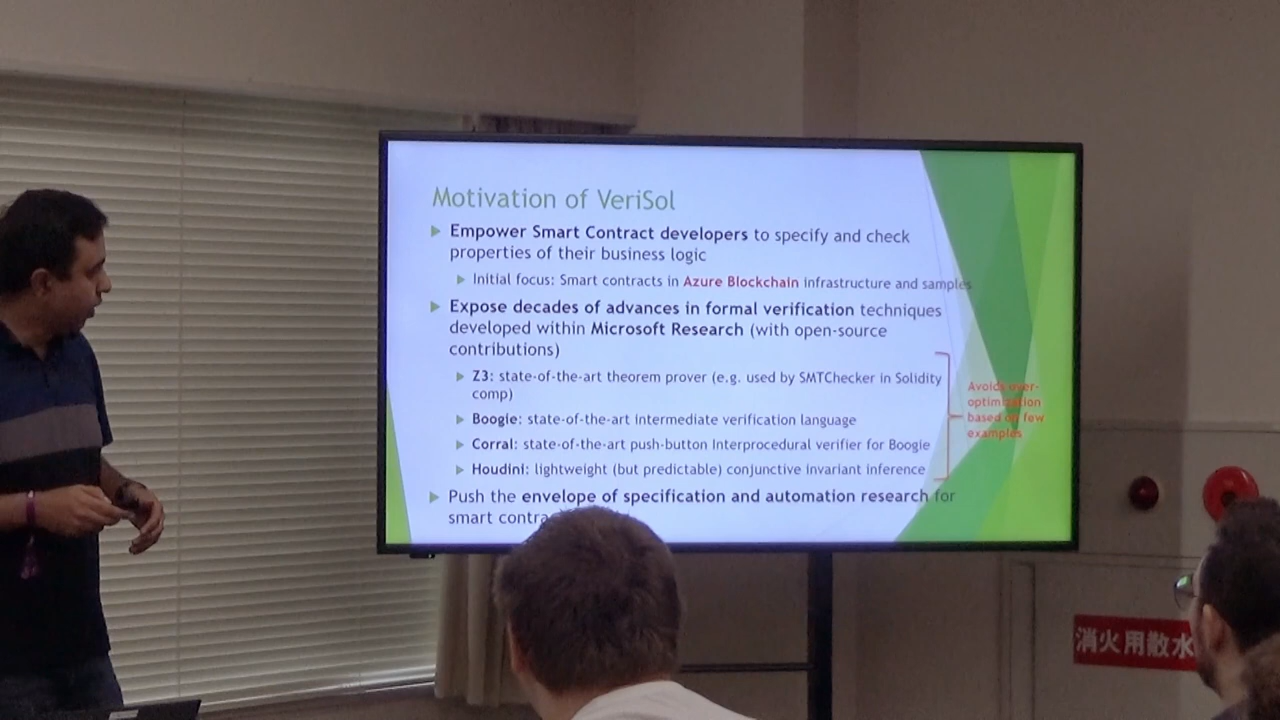 Motivation of VeriSol
Empower Smart Contract developers to specify and check
properties of their business logic
Initial focus: Smart contracts in Azure Blockchain infrastructure and samples
Expose decades of advances in formal verification techniques
developed within Microsoft Research (with open-source
contributions)
Z3: state-of-the-art theorem prover (e.g. used by SMTChecker in Solidity
comp)
Boogie: state-of-the-art intermediate verification language
Corral: state-of-the-art push-button interprocedural verifier for Boogie
Houdini: lightweight (but predictable) conjunctive invariant inference
Avoids over-
optimization
based on few
examples
Push the envelope of specification and automation research for
smart contra
消火用散水